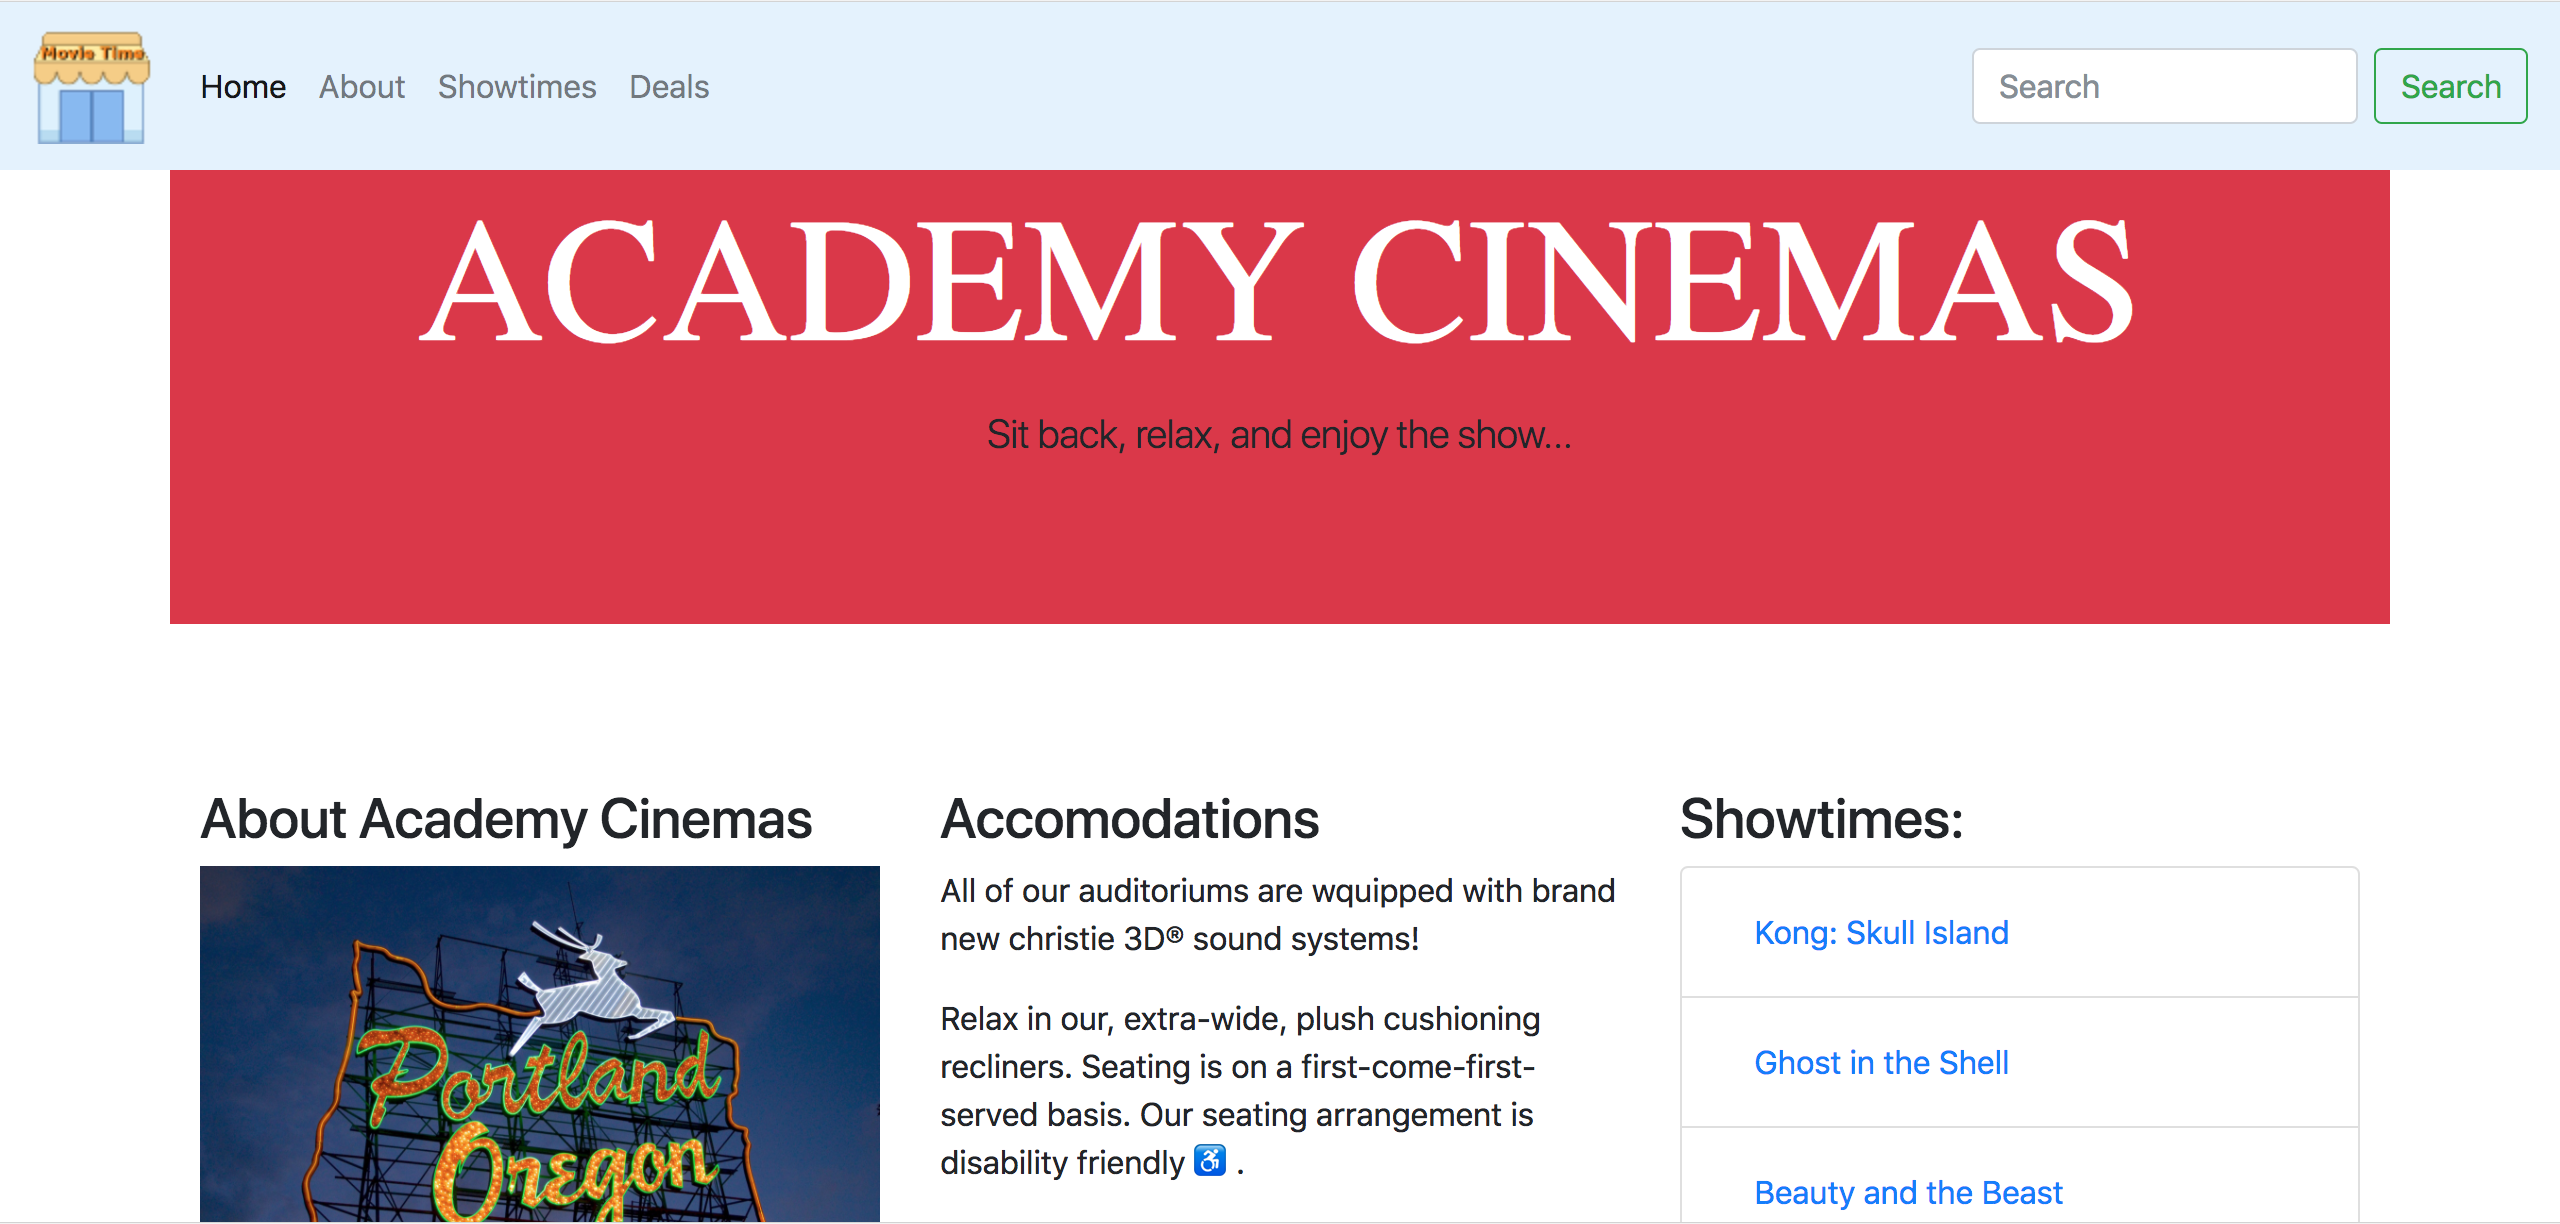 Movie Time
Home About Showtimes Deals
Search Search
ACADEMY CINEMAS
Sit back, relax, and enjoy the show...
About Academy Cinemas
Portland
Oregon
Accomodations
All of our auditoriums are wquipped with brand
new christie 3D® sound systems!
Relax in our, extra-wide, plush cushioning
recliners. Seating is on a first-come-first-
served basis. Our seating arrangement is
disability friendly ♿ .
Showtimes:
Kong: Skull Island
Ghost in the Shell
Beauty and the Beast